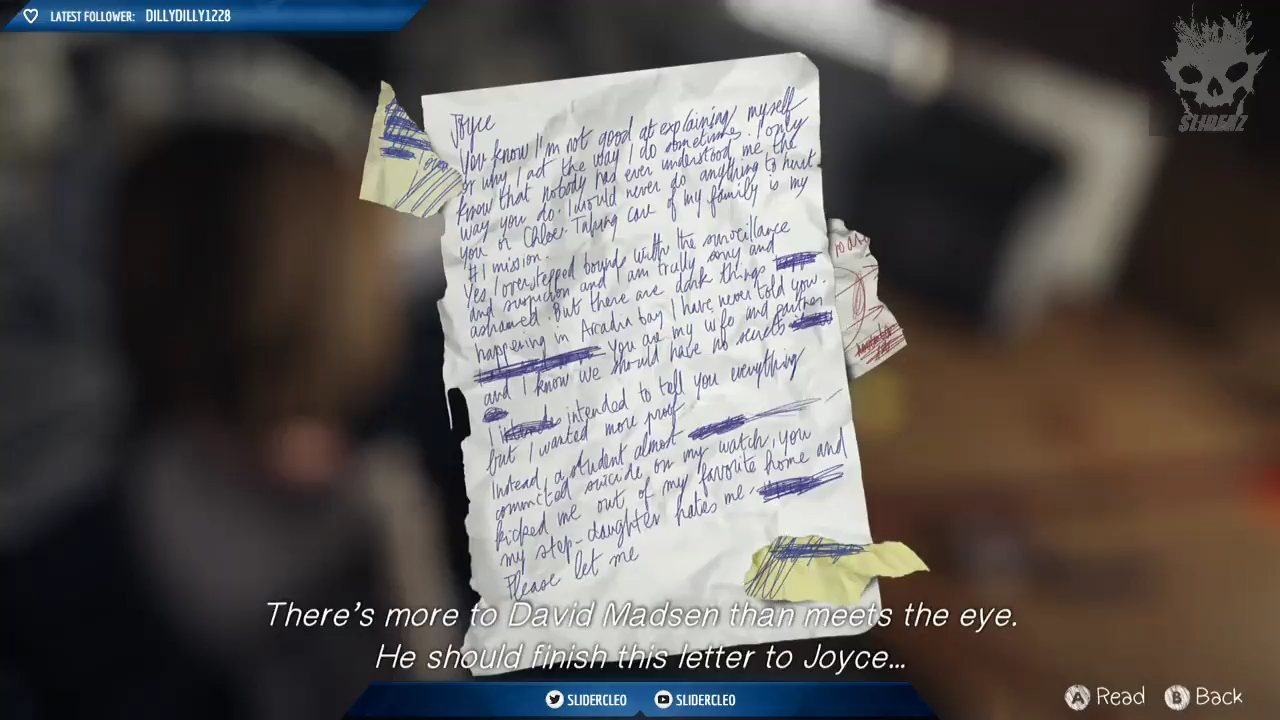 LATEST FOLLOWER: DILLYDILLY1228
SLIDERZ
Joyce
You know I'm not good at explaining myself
or why I act the way I do sometimes. I only
know that nobody had ever understood me the
way you do. I would never do anything to hurt
you or Chloe. Taking care of my family is my
#1 mission.
Yes I overstepped bounds with the surveillance
and suspicion and I am trully sorry and
ashamed. But there are dark things
happening in Arcadia bay I have never told you.
You are my wife and partner
and I know we should have no secrets
I intended to tell you everything
but I wanted more proof
Instead, a student almost
committed suicide on my watch, you
kicked me out of my favorite home and
my step-daughter hates me.
Please let me
There's more to David Madsen than meets the eye.
He should finish this letter to Joyce...
SLIDERCLEO SLIDERCLEO
A Read B Back